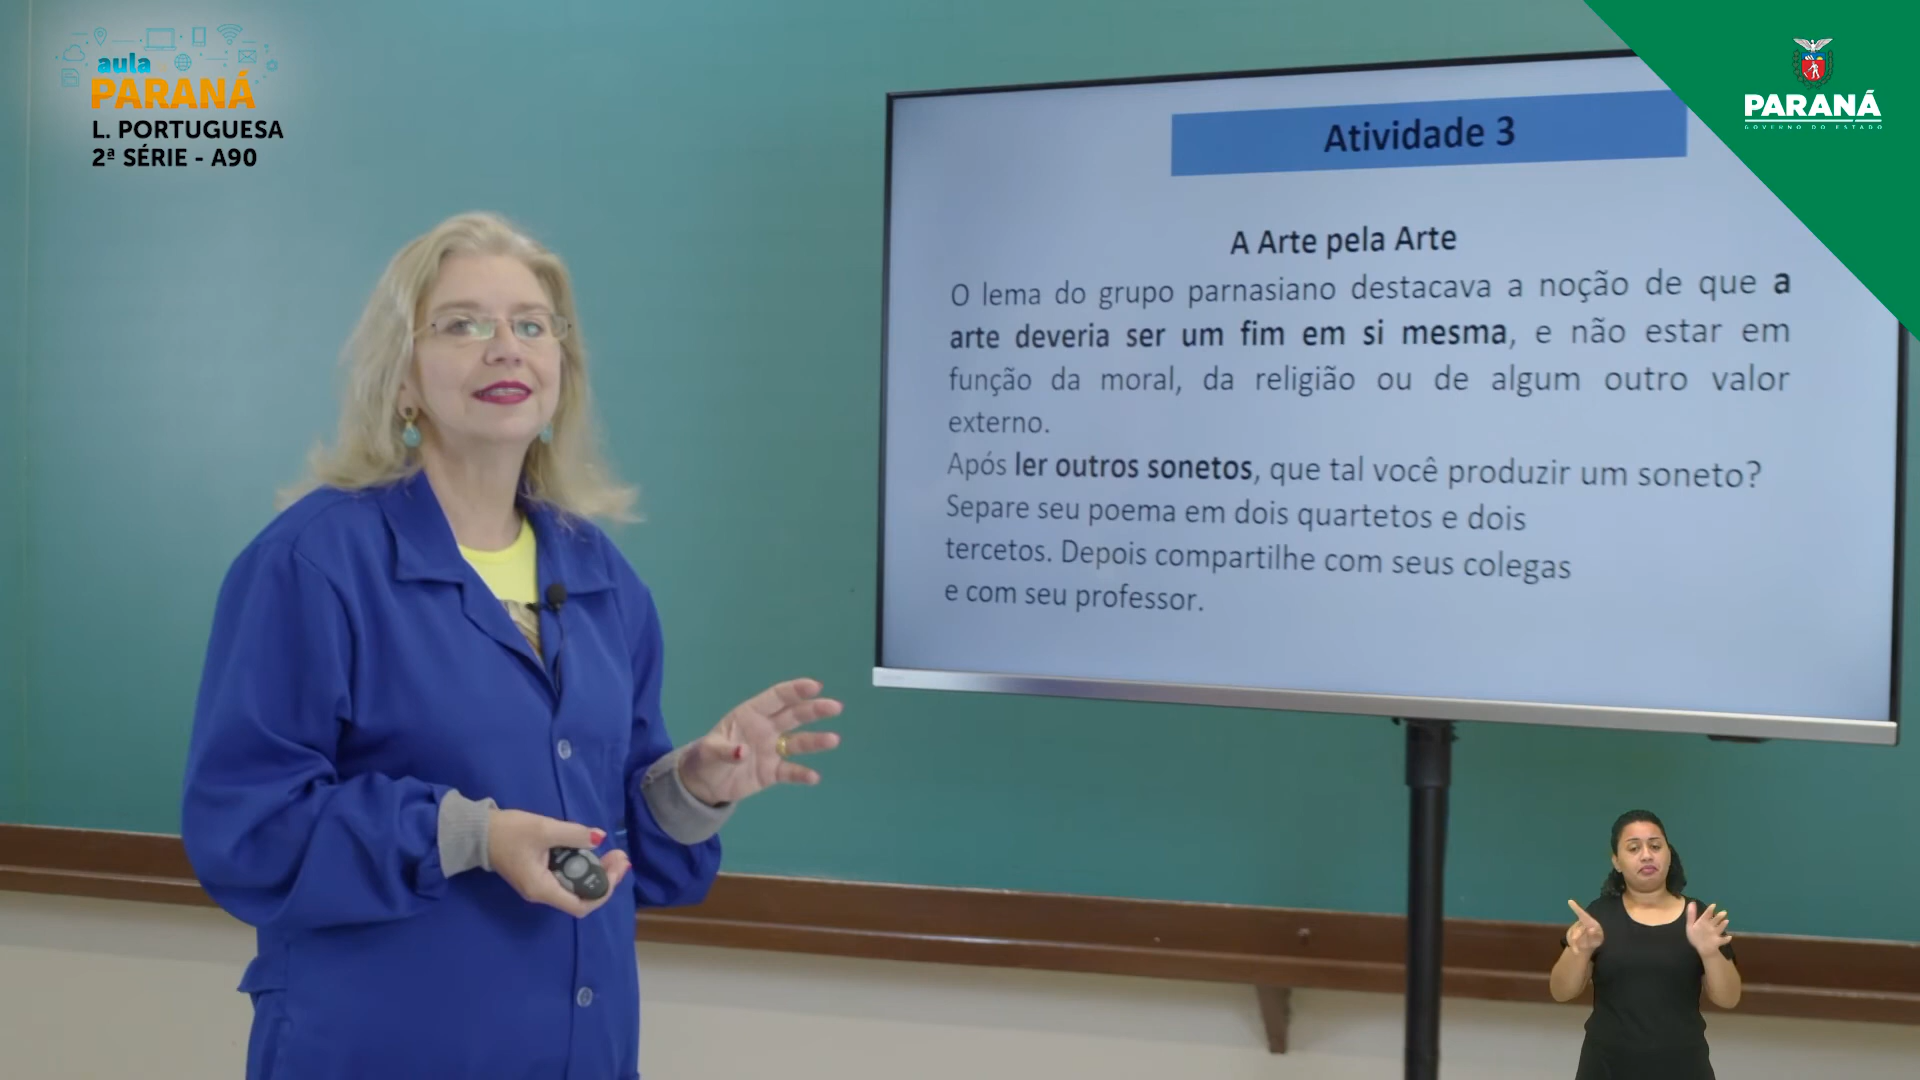 aula
PARANÁ
L. PORTUGUESA
2ª SÉRIE - A90
PARANÁ
GOVERNO DO ESTADO
Atividade 3
A Arte pela Arte
O lema do grupo parnasiano destacava a noção de que a
arte deveria ser um fim em si mesma, e não estar em
função da moral, da religião ou de algum outro valor
externo.
Após ler outros sonetos, que tal você produzir um soneto?
Separe seu poema em dois quartetos e dois
tercetos. Depois compartilhe com seus colegas
e com seu professor.